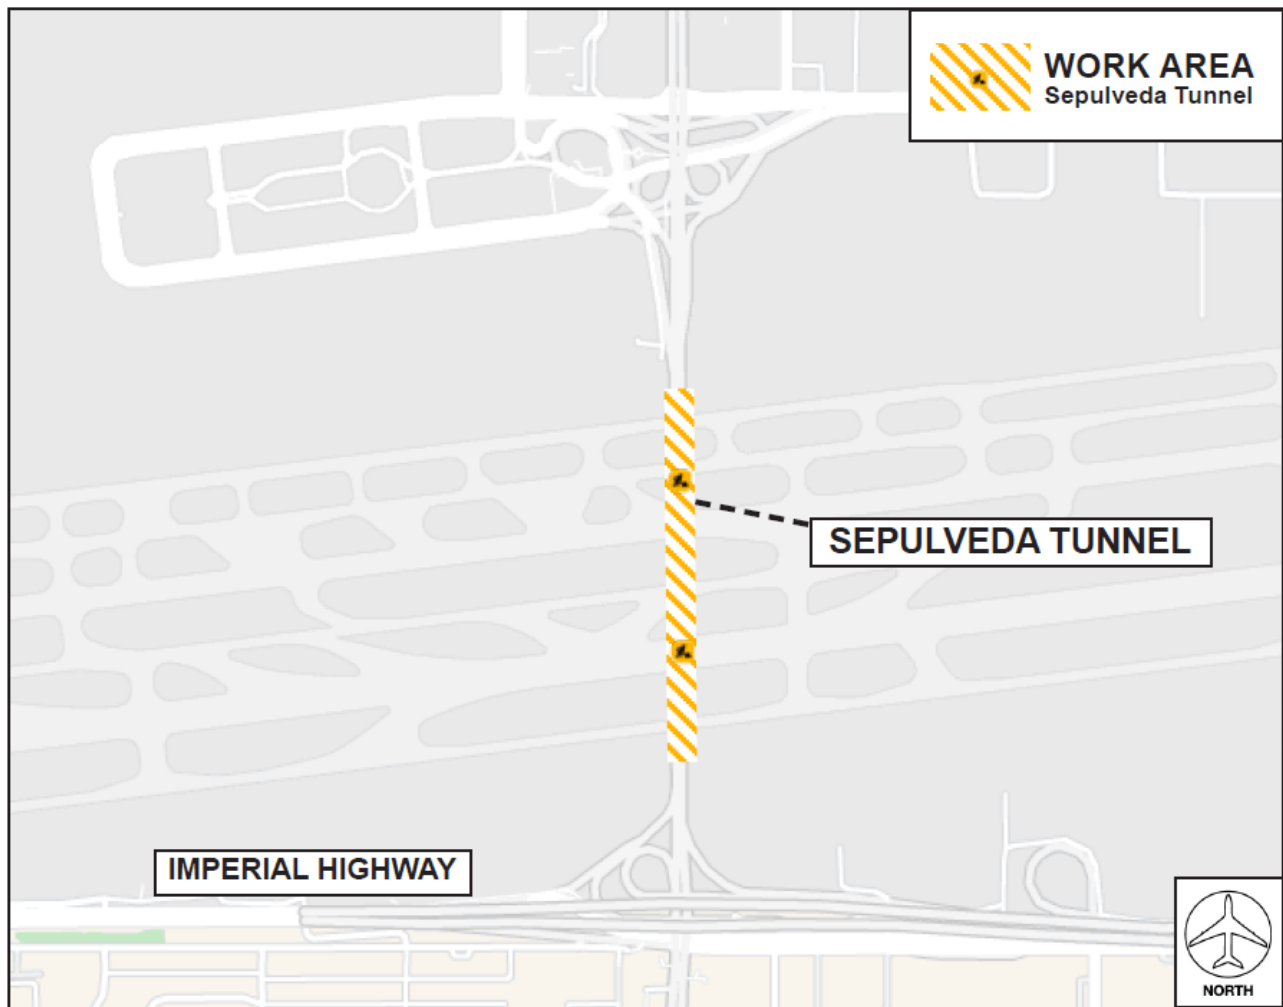 WORK AREA
Sepulveda Tunnel
SEPULVEDA TUNNEL
IMPERIAL HIGHWAY
NORTH